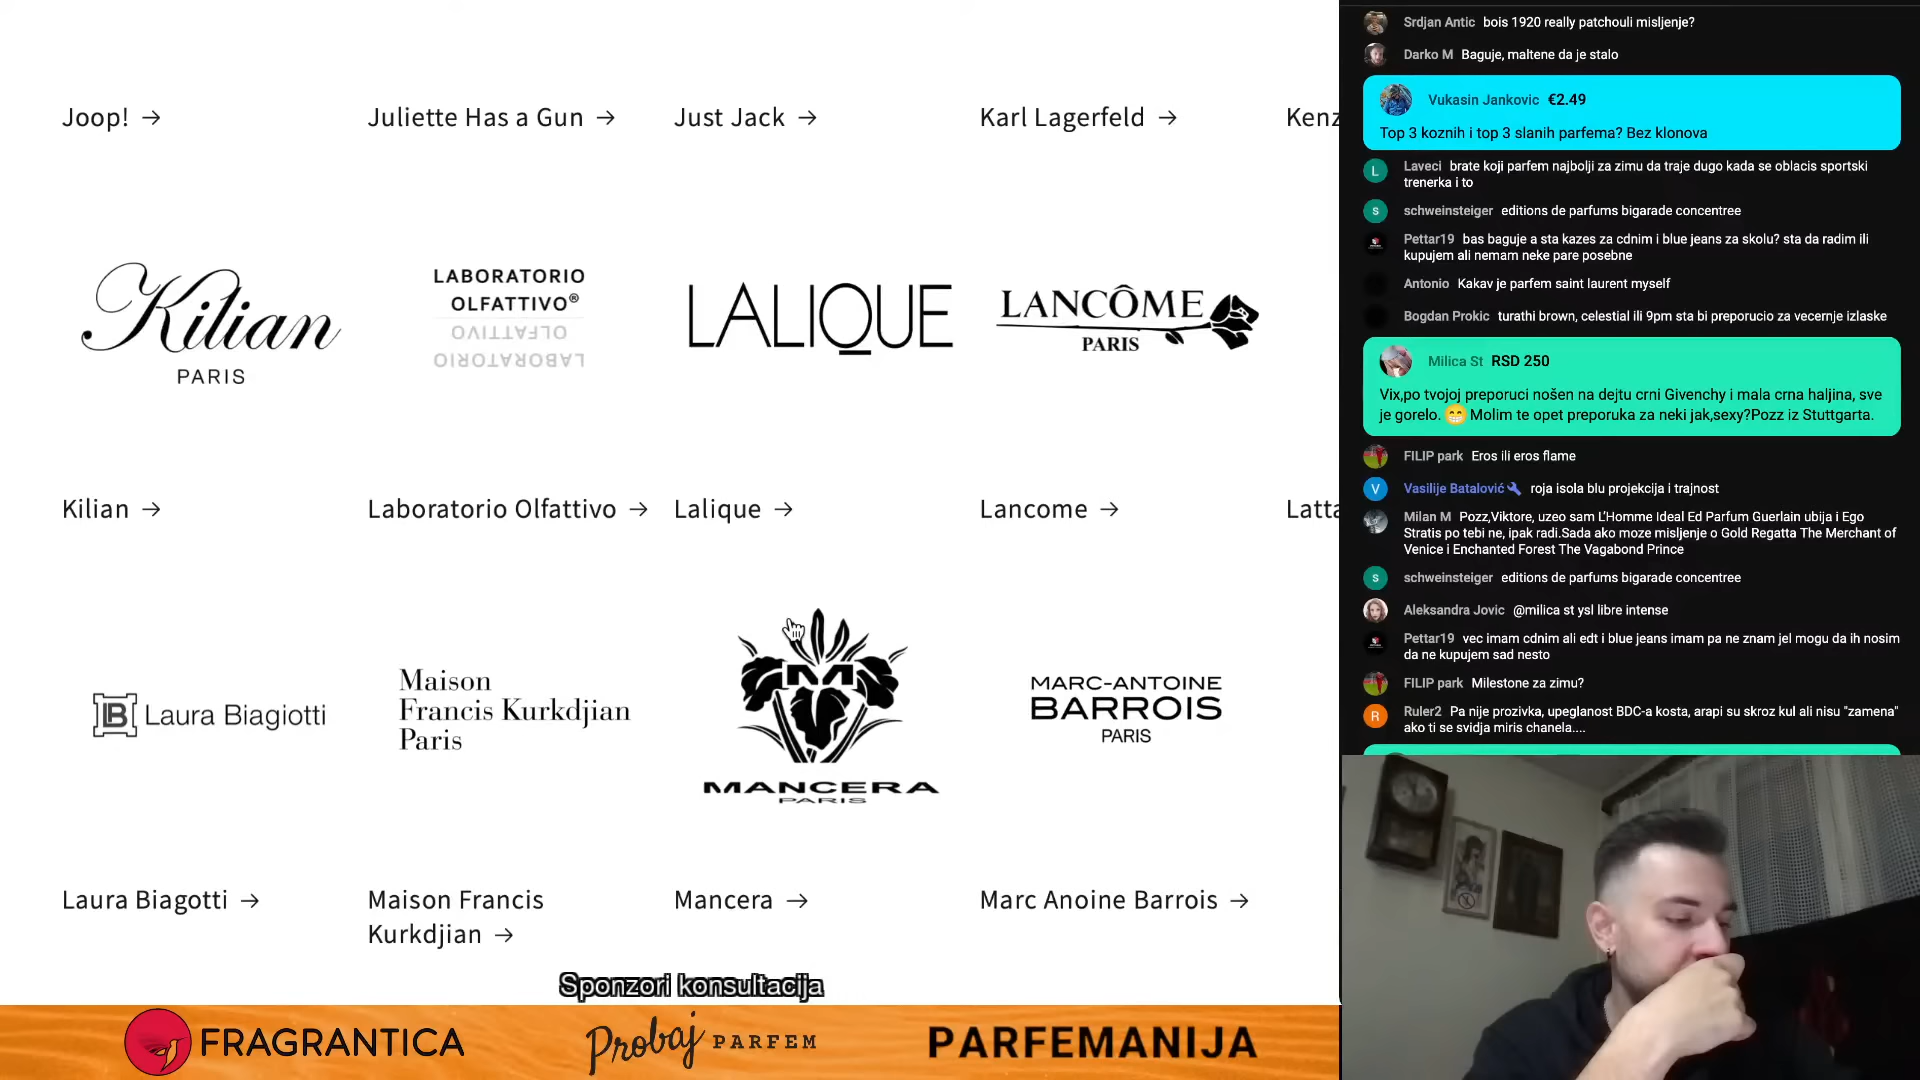 Joop! →
Juliette Has a Gun →
Just Jack →
Karl Lagerfeld →
Kenz
Kilian
PARIS
LABORATORIO
OLFATTIVO®
OLFATTIVO
LABORATORIO
LALIQUE
LANCÔME
PARIS
Kilian →
Laboratorio Olfattivo →
Lalique →
Lancome →
Latta
LB Laura Biagiotti
Maison
Francis Kurkdjian
Paris
M
MANCERA
PARIS
MARC-ANTOINE
BARROIS
PARIS
Laura Biagotti →
Maison Francis
Kurkdjian →
Mancera →
Marc Anoine Barrois →
Sponzori konsultacija
FRAGRANTICA
Probaj PARFEM
PARFEMANIJA
Srdjan Antic bois 1920 really patchouli misljenje?
Darko M Baguje, maltene da je stalo
Vukasin Jankovic €2.49
Top 3 koznih i top 3 slanih parfema? Bez klonova
L Laveci brate koji parfem najbolji za zimu da traje dugo kada se oblacis sportski
trenerka i to
s schweinsteiger editions de parfums bigarade concentree
Pettar19 bas baguje a sta kazes za cdnim i blue jeans za skolu? sta da radim ili
kupujem ali nemam neke pare posebne
Antonio Kakav je parfem saint laurent myself
Bogdan Prokic turathi brown, celestial ili 9pm sta bi preporucio za vecernje izlaske
Milica St RSD 250
Vix,po tvojoj preporuci nošen na dejtu crni Givenchy i mala crna haljina, sve
je gorelo. 😁 Molim te opet preporuka za neki jak,sexy?Pozz iz Stuttgarta.
FILIP park Eros ili eros flame
V Vasilije Batalović roja isola blu projekcija i trajnost
Milan M Pozz,Viktore, uzeo sam L'Homme Ideal Ed Parfum Guerlain ubija i Ego
Stratis po tebi ne, ipak radi.Sada ako moze misljenje o Gold Regatta The Merchant of
Venice i Enchanted Forest The Vagabond Prince
s schweinsteiger editions de parfums bigarade concentree
Aleksandra Jovic @milica st ysl libre intense
Pettar19 vec imam cdnim ali edt i blue jeans imam pa ne znam jel mogu da ih nosim
da ne kupujem sad nesto
FILIP park Milestone za zimu?
R Ruler2 Pa nije prozivka, upeglanost BDC-a kosta, arapi su skroz kul ali nisu "zamena"
ako ti se svidja miris chanela....